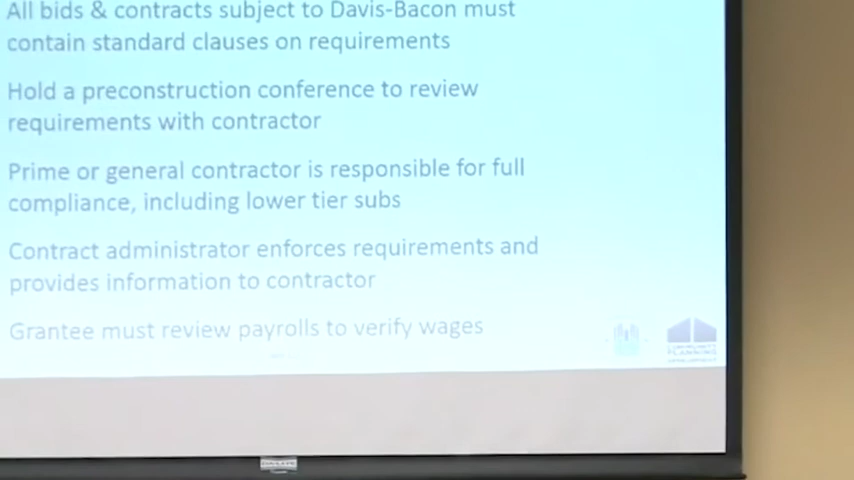 All bids & contracts subject to Davis-Bacon must
contain standard clauses on requirements
Hold a preconstruction conference to review
requirements with contractor
Prime or general contractor is responsible for full
compliance, including lower tier subs
Contract administrator enforces requirements and
provides information to contractor
Grantee must review payrolls to verify wages
COMMUNITY
PLANNING